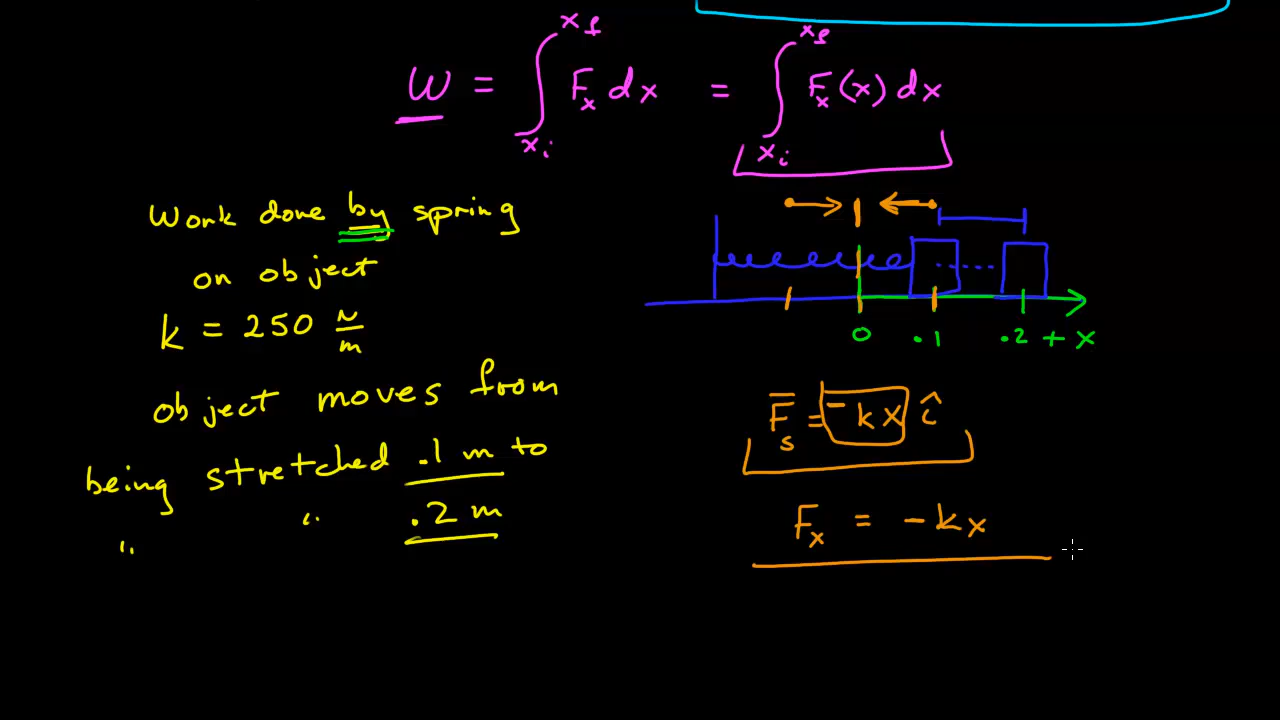 W = ∫_{x_i}^{x_f} F_x dx = ∫_{x_i}^{x_f} F_x(x) dx
Work done by spring
on object
k = 250 N/m
object moves from
being stretched .1 m to
" " .2 m
0 .1 .2 + x
F̅_s = -kx î
F_x = -kx